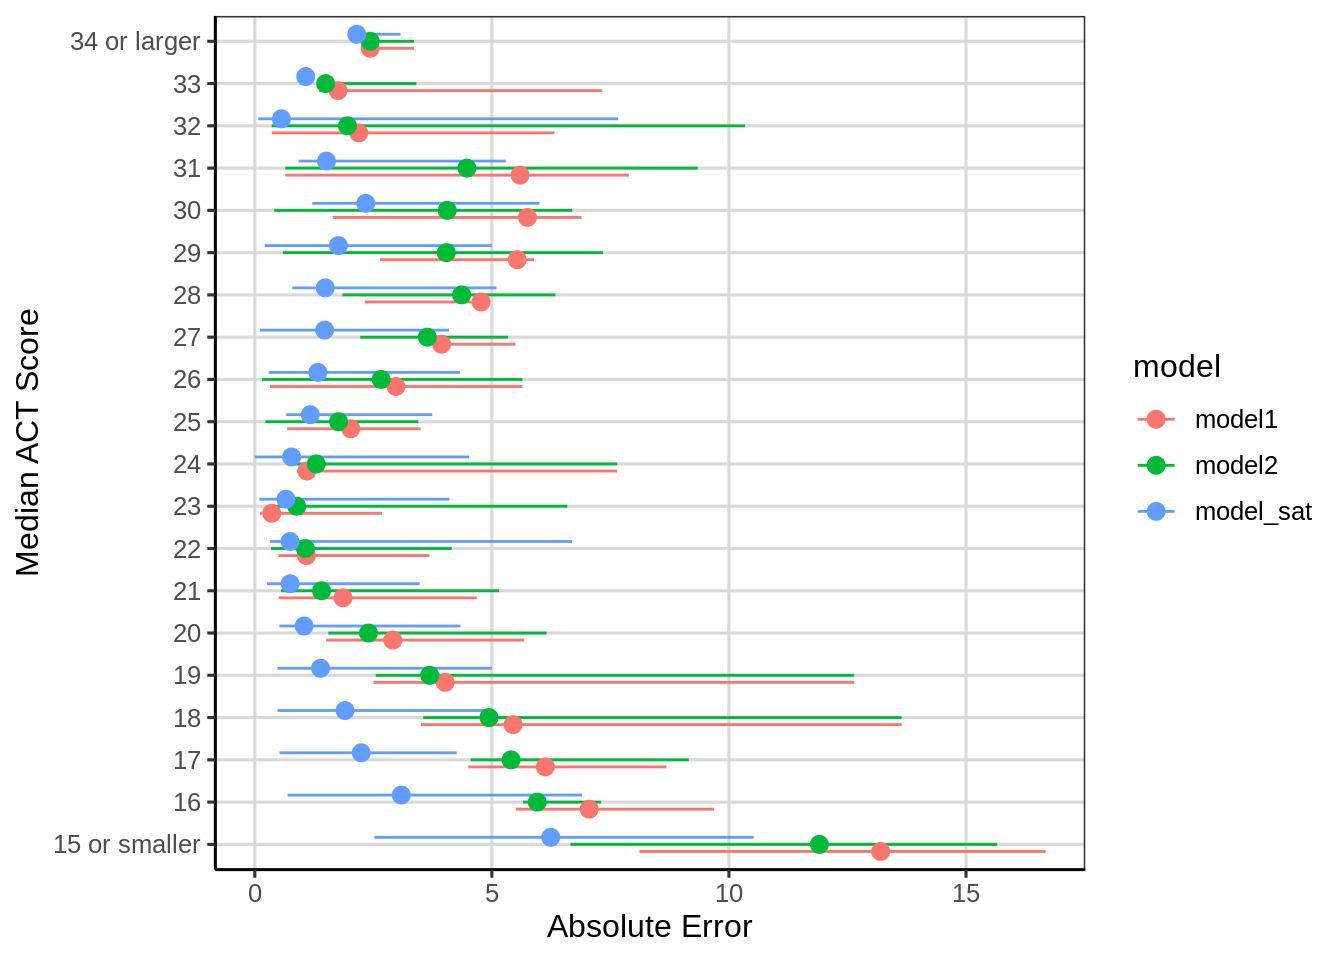 34 or larger
33
32
31
30
29
28
27
26
25
24
23
22
21
20
19
18
17
16
15 or smaller
Median ACT Score
0 5 10 15
Absolute Error
model
model1
model2
model_sat